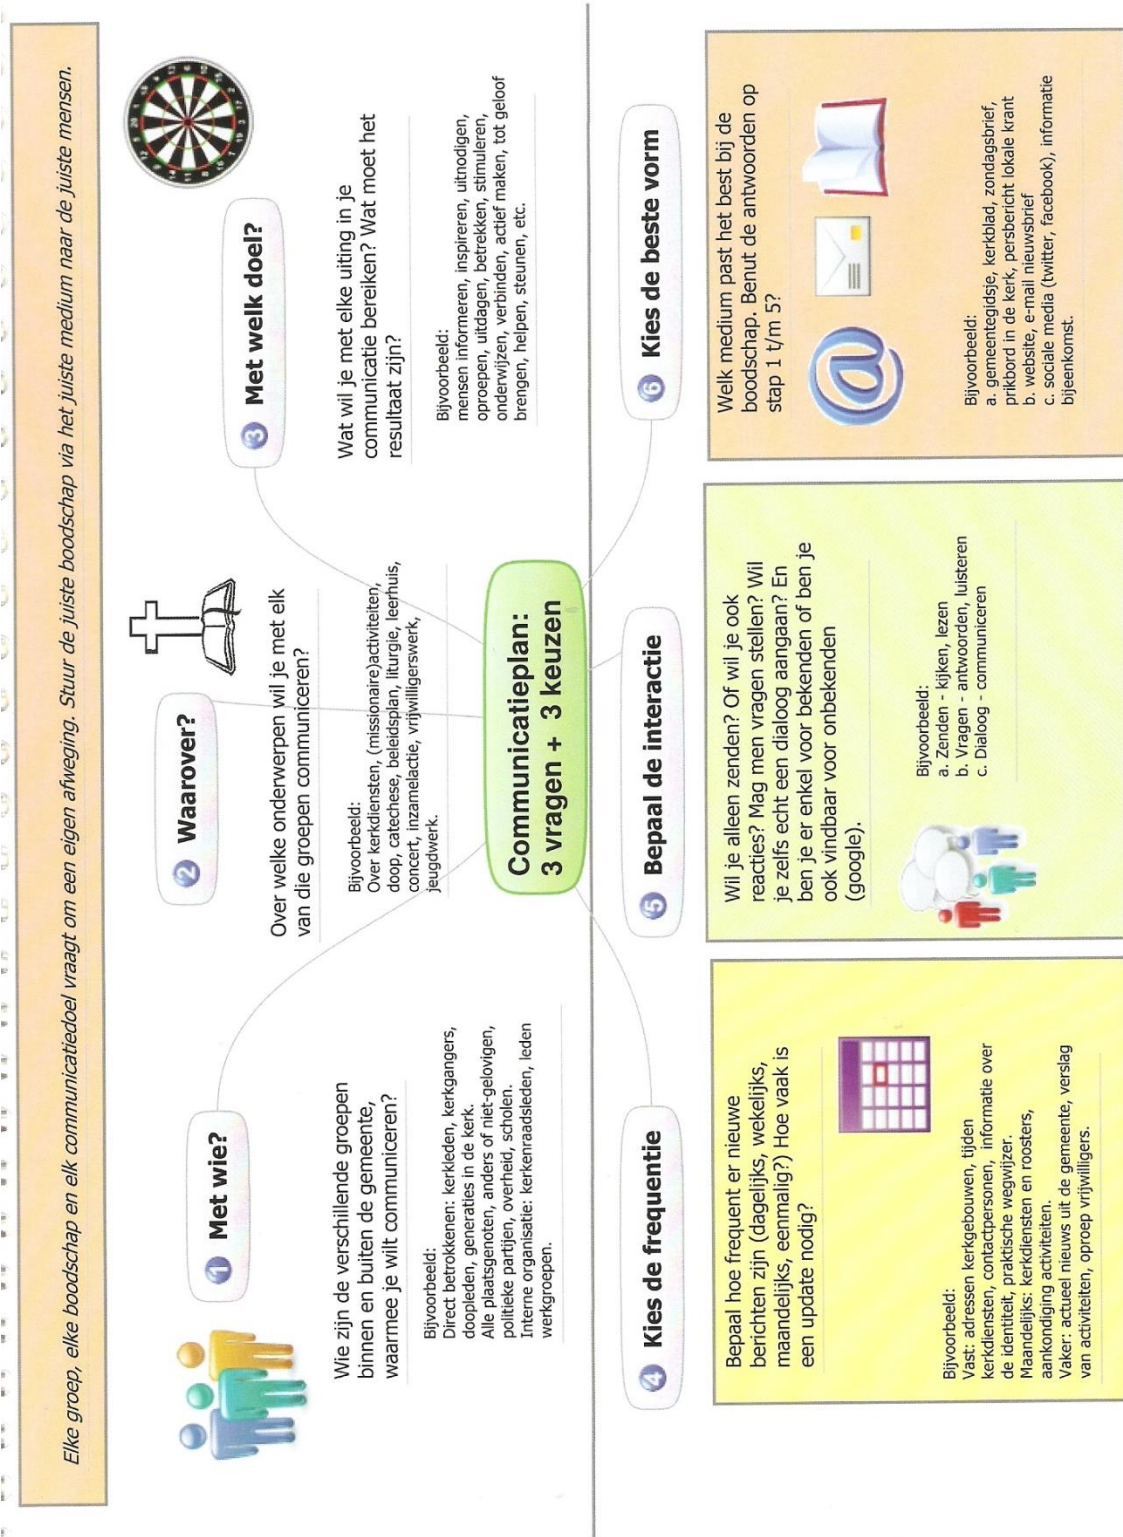 Elke groep, elke boodschap en elk communicatiedoel vraagt om een eigen afweging. Stuur de juiste boodschap via het juiste medium naar de juiste mensen.
1 Met wie?
Wie zijn de verschillende groepen
binnen en buiten de gemeente,
waarmee je wilt communiceren?
Bijvoorbeeld:
Direct betrokkenen: kerkleden, kerkgangers,
doopleden, generaties in de kerk.
Alle plaatsgenoten, anders of niet-gelovigen,
politieke partijen, overheid, scholen.
Interne organisatie: kerkenraadsleden, leden
werkgroepen.
2 Waarover?
Over welke onderwerpen wil je met elk
van die groepen communiceren?
Bijvoorbeeld:
Over kerkdiensten, (missionaire)activiteiten,
doop, catechese, beleidsplan, liturgie, leerhuis,
concert, inzamelactie, vrijwilligerswerk,
jeugdwerk.
3 Met welk doel?
Wat wil je met elke uiting in je
communicatie bereiken? Wat moet het
resultaat zijn?
Bijvoorbeeld:
mensen informeren, inspireren, uitnodigen,
oproepen, uitdagen, betrekken, stimuleren,
onderwijzen, verbinden, actief maken, tot geloof
brengen, helpen, steunen, etc.
Communicatieplan:
3 vragen + 3 keuzen
4 Kies de frequentie
Bepaal hoe frequent er nieuwe
berichten zijn (dagelijks, wekelijks,
maandelijks, eenmalig?) Hoe vaak is
een update nodig?
Bijvoorbeeld:
Vast: adressen kerkgebouwen, tijden
kerkdiensten, contactpersonen, informatie over
de identiteit, praktische wegwijzer.
Maandelijks: kerkdiensten en roosters,
aankondiging activiteiten.
Vaker: actueel nieuws uit de gemeente, verslag
van activiteiten, oproep vrijwilligers.
5 Bepaal de interactie
Wil je alleen zenden? Of wil je ook
reacties? Mag men vragen stellen? Wil
je zelfs echt een dialoog aangaan? En
ben je er enkel voor bekenden of ben je
ook vindbaar voor onbekenden
(google).
Bijvoorbeeld:
a. Zenden - kijken, lezen
b. Vragen - antwoorden, luisteren
c. Dialoog - communiceren
6 Kies de beste vorm
Welk medium past het best bij de
boodschap. Benut de antwoorden op
stap 1 t/m 5?
@
Bijvoorbeeld:
a. gemeentegidsje, kerkblad, zondagsbrief,
prikbord in de kerk, persbericht lokale krant
b. website, e-mail nieuwsbrief
c. sociale media (twitter, facebook), informatie
bijeenkomst.